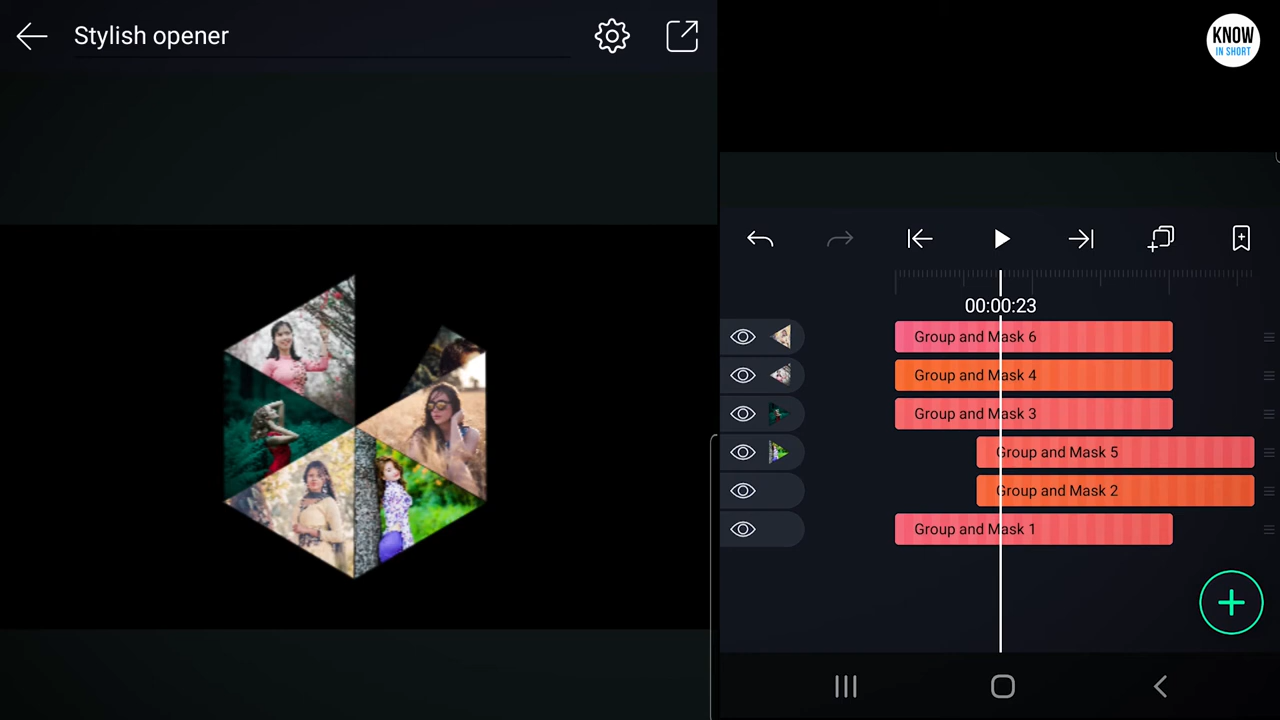 Stylish opener
KNOW
IN SHORT
00:00:23
Group and Mask 6
Group and Mask 4
Group and Mask 3
Group and Mask 5
Group and Mask 2
Group and Mask 1